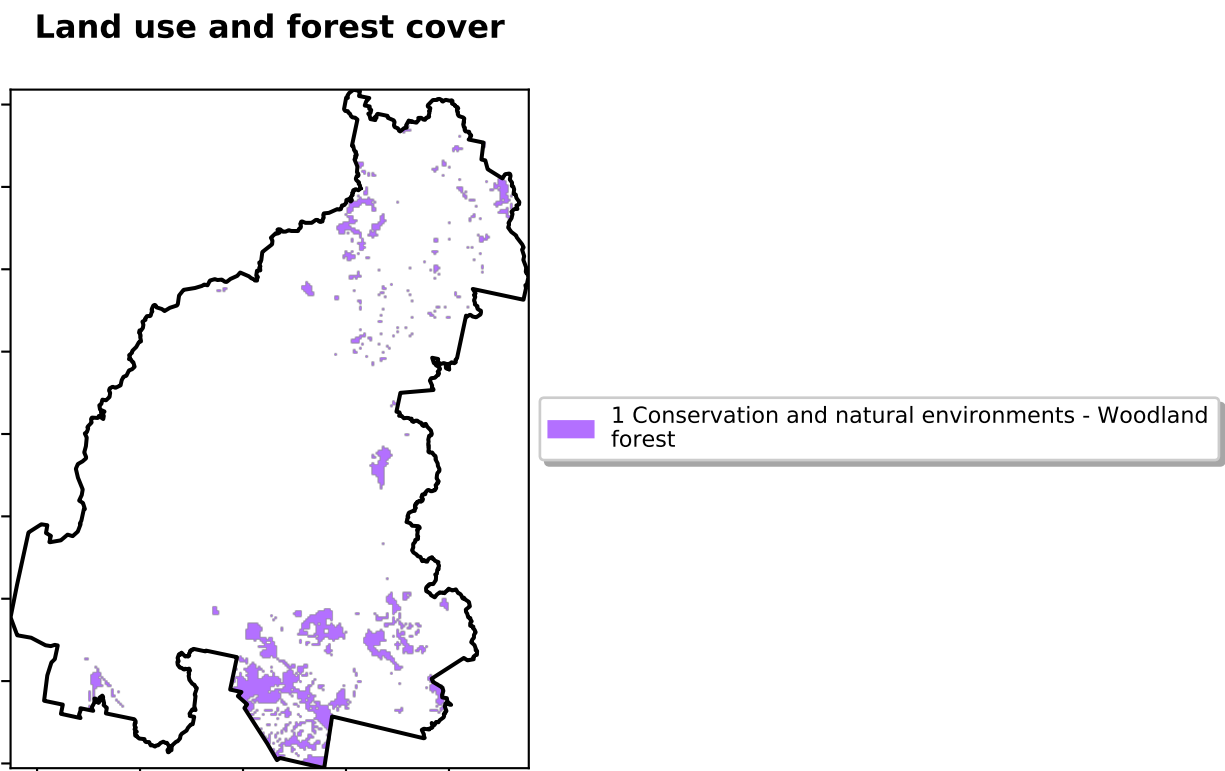 Land use and forest cover
1 Conservation and natural environments - Woodland
forest